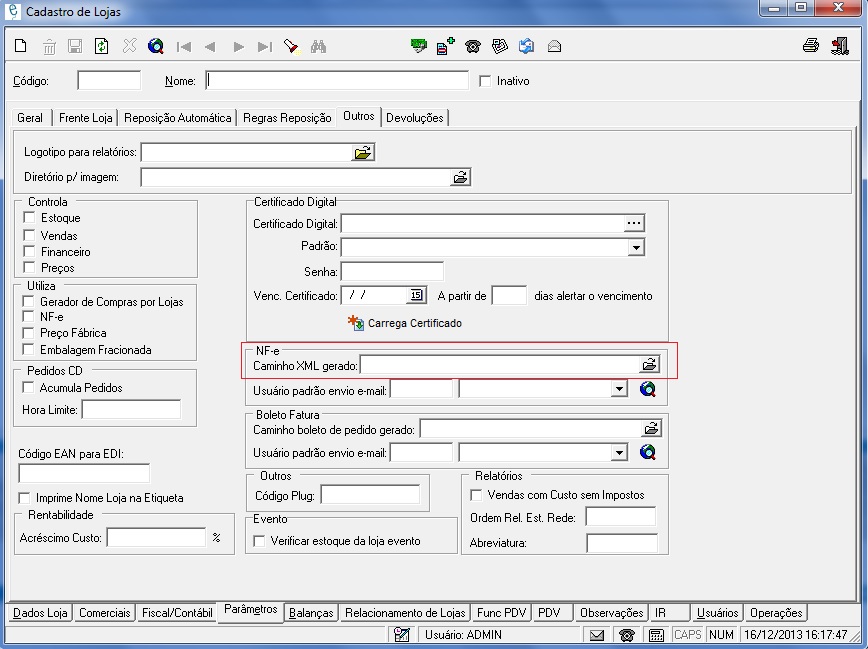 Cadastro de Lojas
Código: Nome: Inativo
Geral Frente Loja Reposição Automática Regras Reposição Outros Devoluções
Logotipo para relatórios:
Diretório p/ imagem:
Controla
Estoque
Vendas
Financeiro
Preços
Utiliza
Gerador de Compras por Lojas
NF-e
Preço Fábrica
Embalagem Fracionada
Pedidos CD
Acumula Pedidos
Hora Limite:
Código EAN para EDI:
Imprime Nome Loja na Etiqueta
Rentabilidade
Acréscimo Custo: %
Certificado Digital
Certificado Digital: ...
Padrão:
Senha:
Venc. Certificado: / / 15 A partir de dias alertar o vencimento
Carrega Certificado
NF-e
Caminho XML gerado:
Usuário padrão envio e-mail:
Boleto Fatura
Caminho boleto de pedido gerado:
Usuário padrão envio e-mail:
Outros
Código Plug:
Evento
Verificar estoque da loja evento
Relatórios
Vendas com Custo sem Impostos
Ordem Rel. Est. Rede:
Abreviatura:
Dados Loja Comerciais Fiscal/Contábil Parâmetros Balanças Relacionamento de Lojas Func PDV PDV Observações IR Usuários Operações
Usuário: ADMIN CAPS NUM 16/12/2013 16:17:47